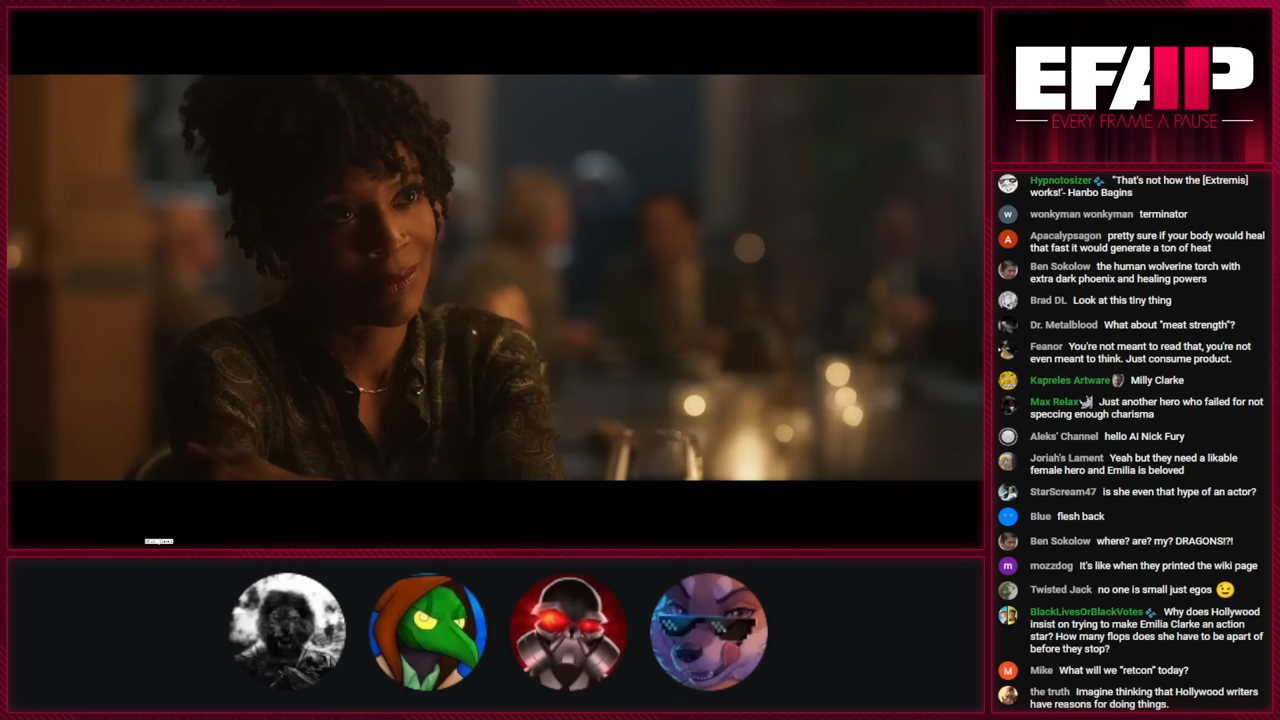 EFAP
EVERY FRAME A PAUSE
Hypnotosizer "That's not how the [Extremis]
works!'- Hanbo Bagins
w
wonkyman wonkyman terminator
A
Apacalypsagon pretty sure if your body would heal
that fast it would generate a ton of heat
Ben Sokolow the human wolverine torch with
extra dark phoenix and healing powers
Brad DL Look at this tiny thing
Dr. Metalblood What about "meat strength"?
Feanor You're not meant to read that, you're not
even meant to think. Just consume product.
Kapreles Artware Milly Clarke
Max Relax Just another hero who failed for not
speccing enough charisma
Aleks' Channel hello AI Nick Fury
Joriah's Lament Yeah but they need a likable
female hero and Emilia is beloved
StarScream47 is she even that hype of an actor?
Blue flesh back
Ben Sokolow where? are? my? DRAGONS!?!
m
mozzdog It's like when they printed the wiki page
Twisted Jack no one is small just egos 😉
BlackLivesOrBlackVotes Why does Hollywood
insist on trying to make Emilia Clarke an action
star? How many flops does she have to be apart of
before they stop?
M
Mike What will we “retcon” today?
the truth Imagine thinking that Hollywood writers
have reasons for doing things.